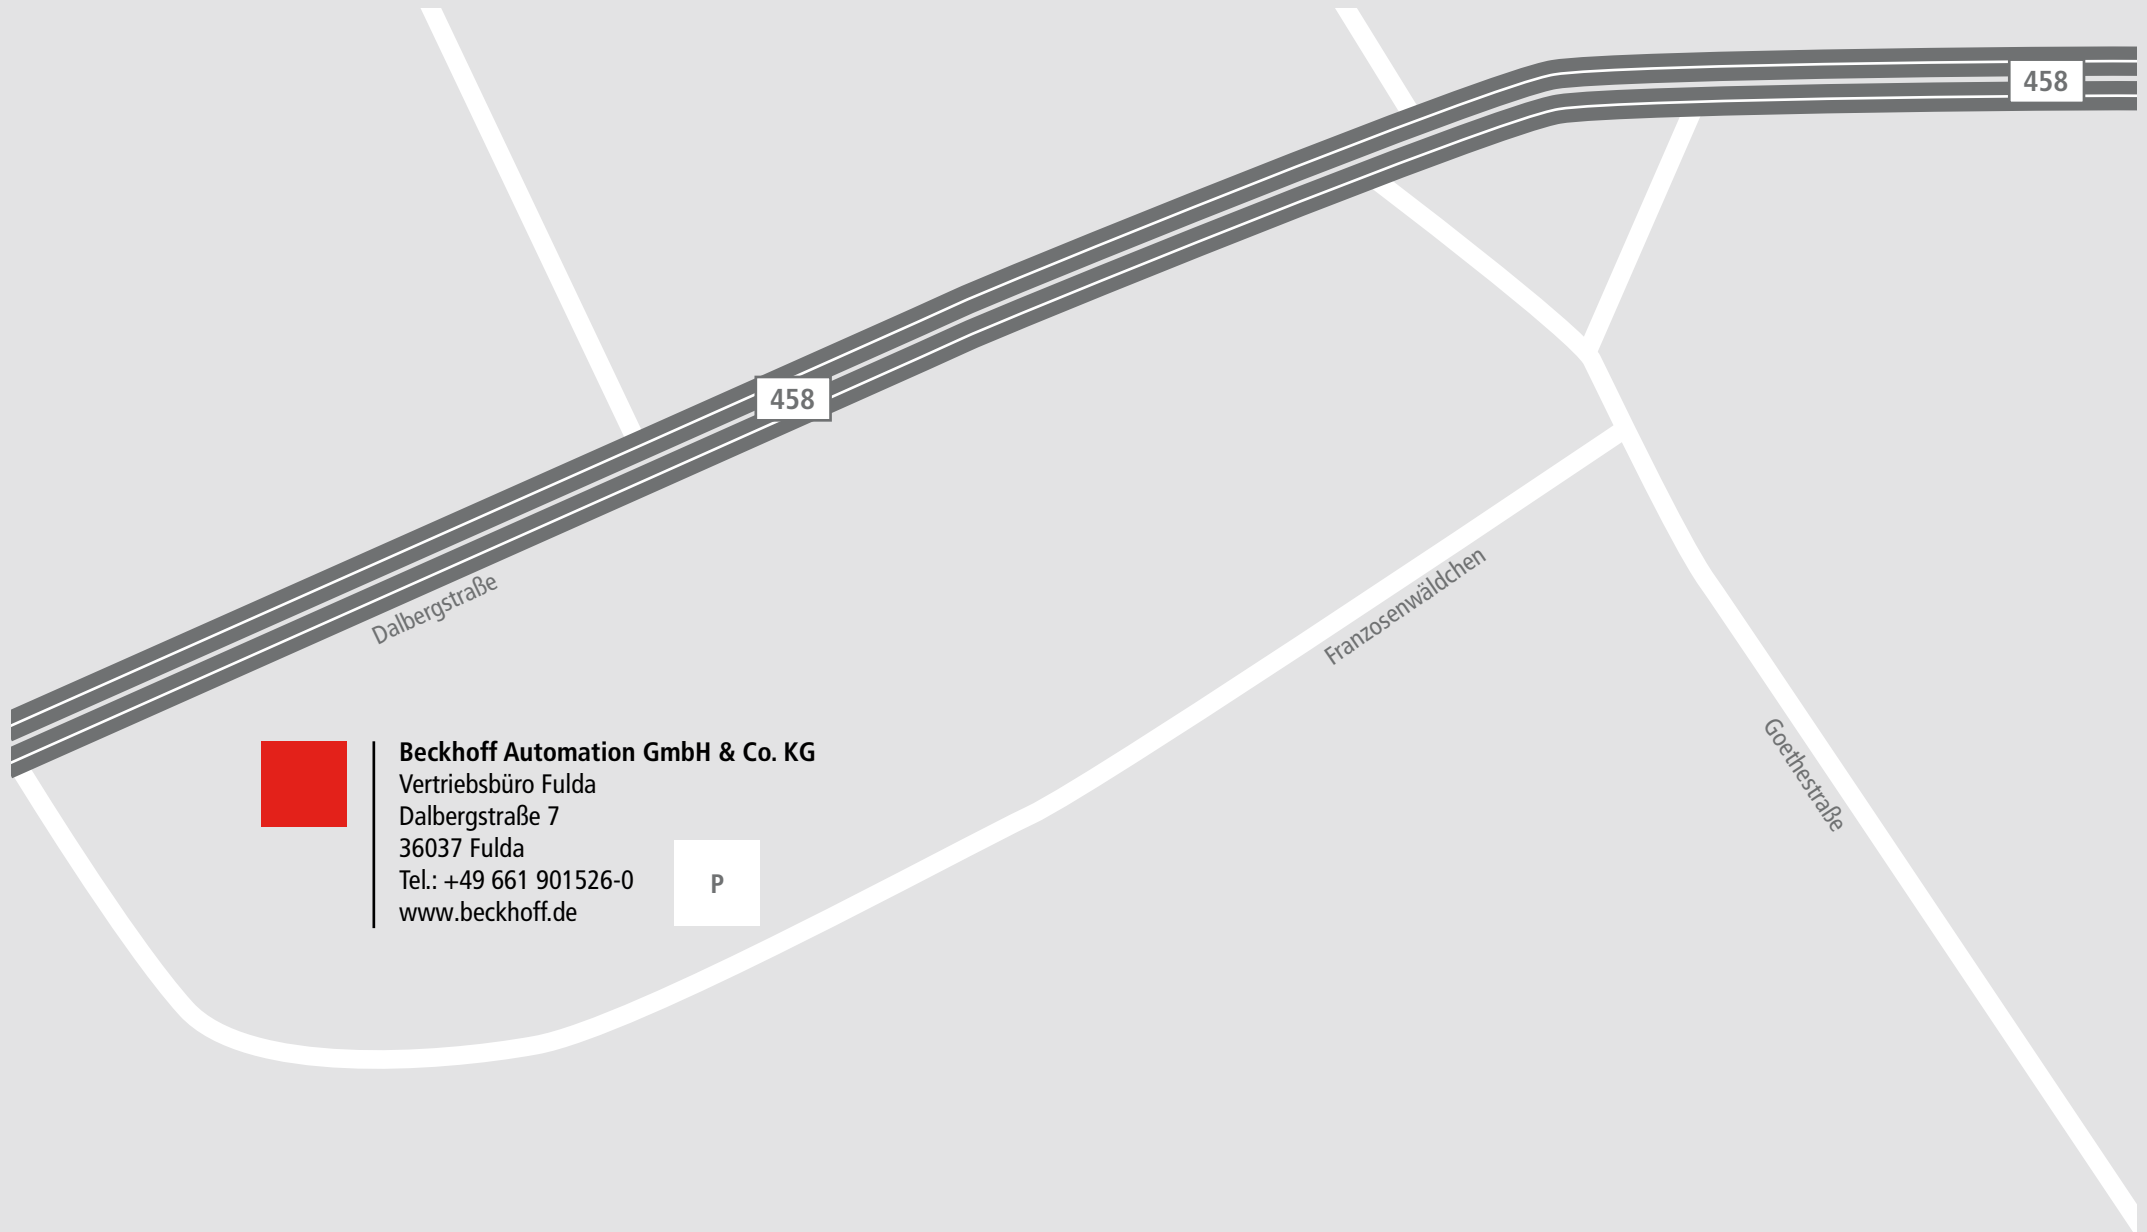 458
458
Dalbergstraße
Franzosenwäldchen
Goethestraße
Beckhoff Automation GmbH & Co. KG
Vertriebsbüro Fulda
Dalbergstraße 7
36037 Fulda
Tel.: +49 661 901526-0
www.beckhoff.de
P